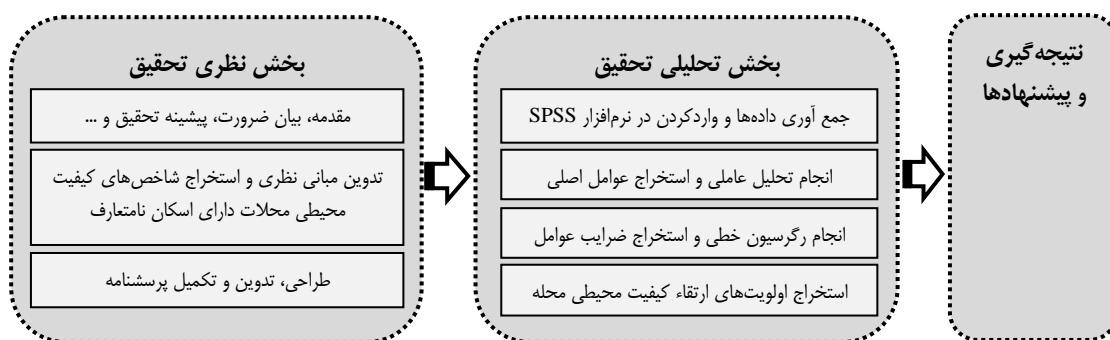 بخش نظری تحقیق
مقدمه، بیان ضرورت، پیشینه تحقیق و ...
تدوین مبانی نظری و استخراج شاخص‌های کیفیت
محیطی محلات دارای اسکان نامتعارف
طراحی، تدوین و تکمیل پرسشنامه
بخش تحلیلی تحقیق
جمع آوری داده‌ها و واردکردن در نرم‌افزار SPSS
انجام تحلیل عاملی و استخراج عوامل اصلی
انجام رگرسیون خطی و استخراج ضرایب عوامل
استخراج اولویت‌های ارتقاء کیفیت محیطی محله
نتیجه‌گیری
و پیشنهادها